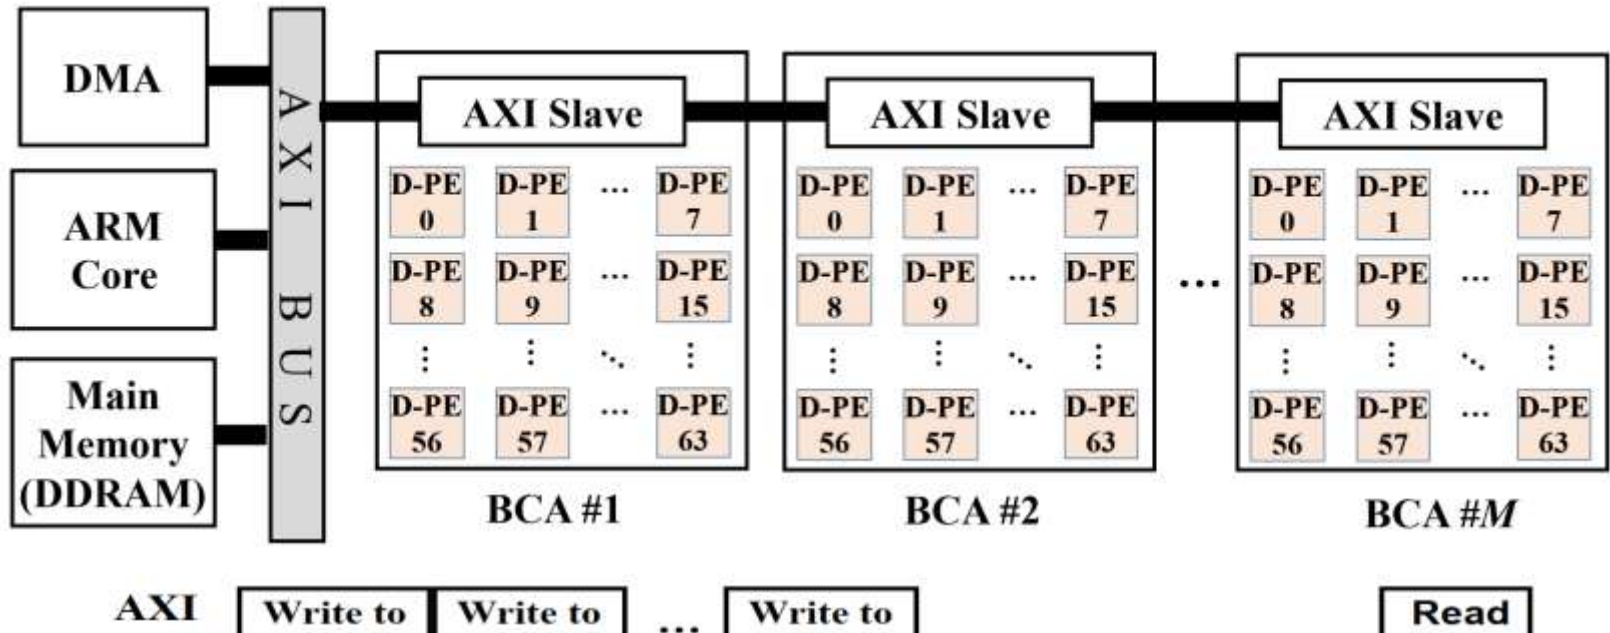 DMA
ARM
Core
Main
Memory
(DDRAM)
AXI BUS
AXI Slave
D-PE D-PE ... D-PE
0 1 7
D-PE D-PE ... D-PE
8 9 15
D-PE D-PE ... D-PE
56 57 63
BCA #1
AXI Slave
D-PE D-PE ... D-PE
0 1 7
D-PE D-PE ... D-PE
8 9 15
D-PE D-PE ... D-PE
56 57 63
BCA #2
...
AXI Slave
D-PE D-PE ... D-PE
0 1 7
D-PE D-PE ... D-PE
8 9 15
D-PE D-PE ... D-PE
56 57 63
BCA #M
AXI Write to Write to ... Write to Read